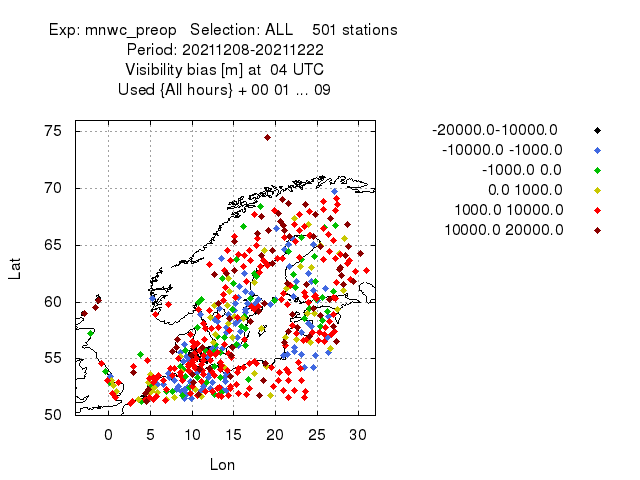 Exp: mnwc_preop   Selection: ALL    501 stations
Period: 20211208-20211222
Visibility bias [m] at  04 UTC
Used {All hours} + 00 01 ... 09
-20000.0-10000.0
-10000.0 -1000.0
-1000.0 0.0
0.0 1000.0
1000.0 10000.0
10000.0 20000.0
75
70
65
60
55
50
Lat
0 5 10 15 20 25 30
Lon